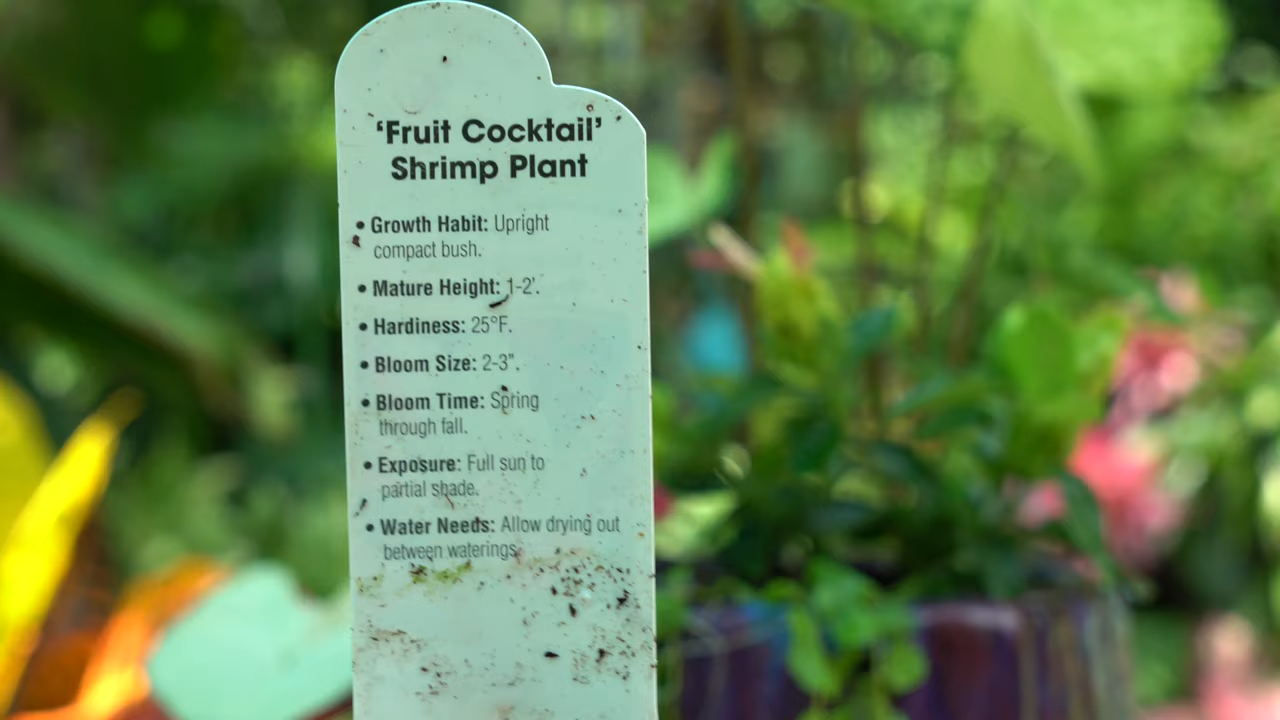 ‘Fruit Cocktail’
Shrimp Plant
• Growth Habit: Upright
compact bush.
• Mature Height: 1-2'.
• Hardiness: 25°F.
• Bloom Size: 2-3".
• Bloom Time: Spring
through fall.
• Exposure: Full sun to
partial shade.
• Water Needs: Allow drying out
between waterings.